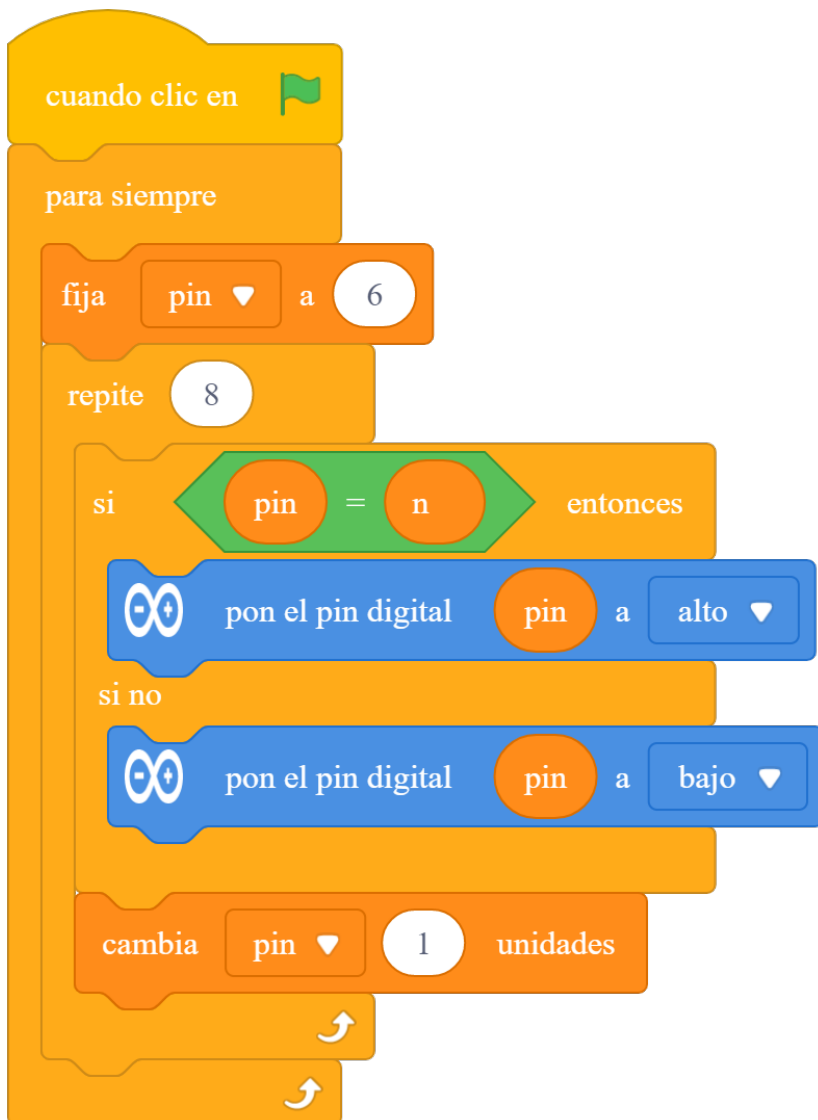 cuando clic en
para siempre
fija pin a 6
repite 8
si pin = n entonces
pon el pin digital pin a alto
si no
pon el pin digital pin a bajo
cambia pin 1 unidades